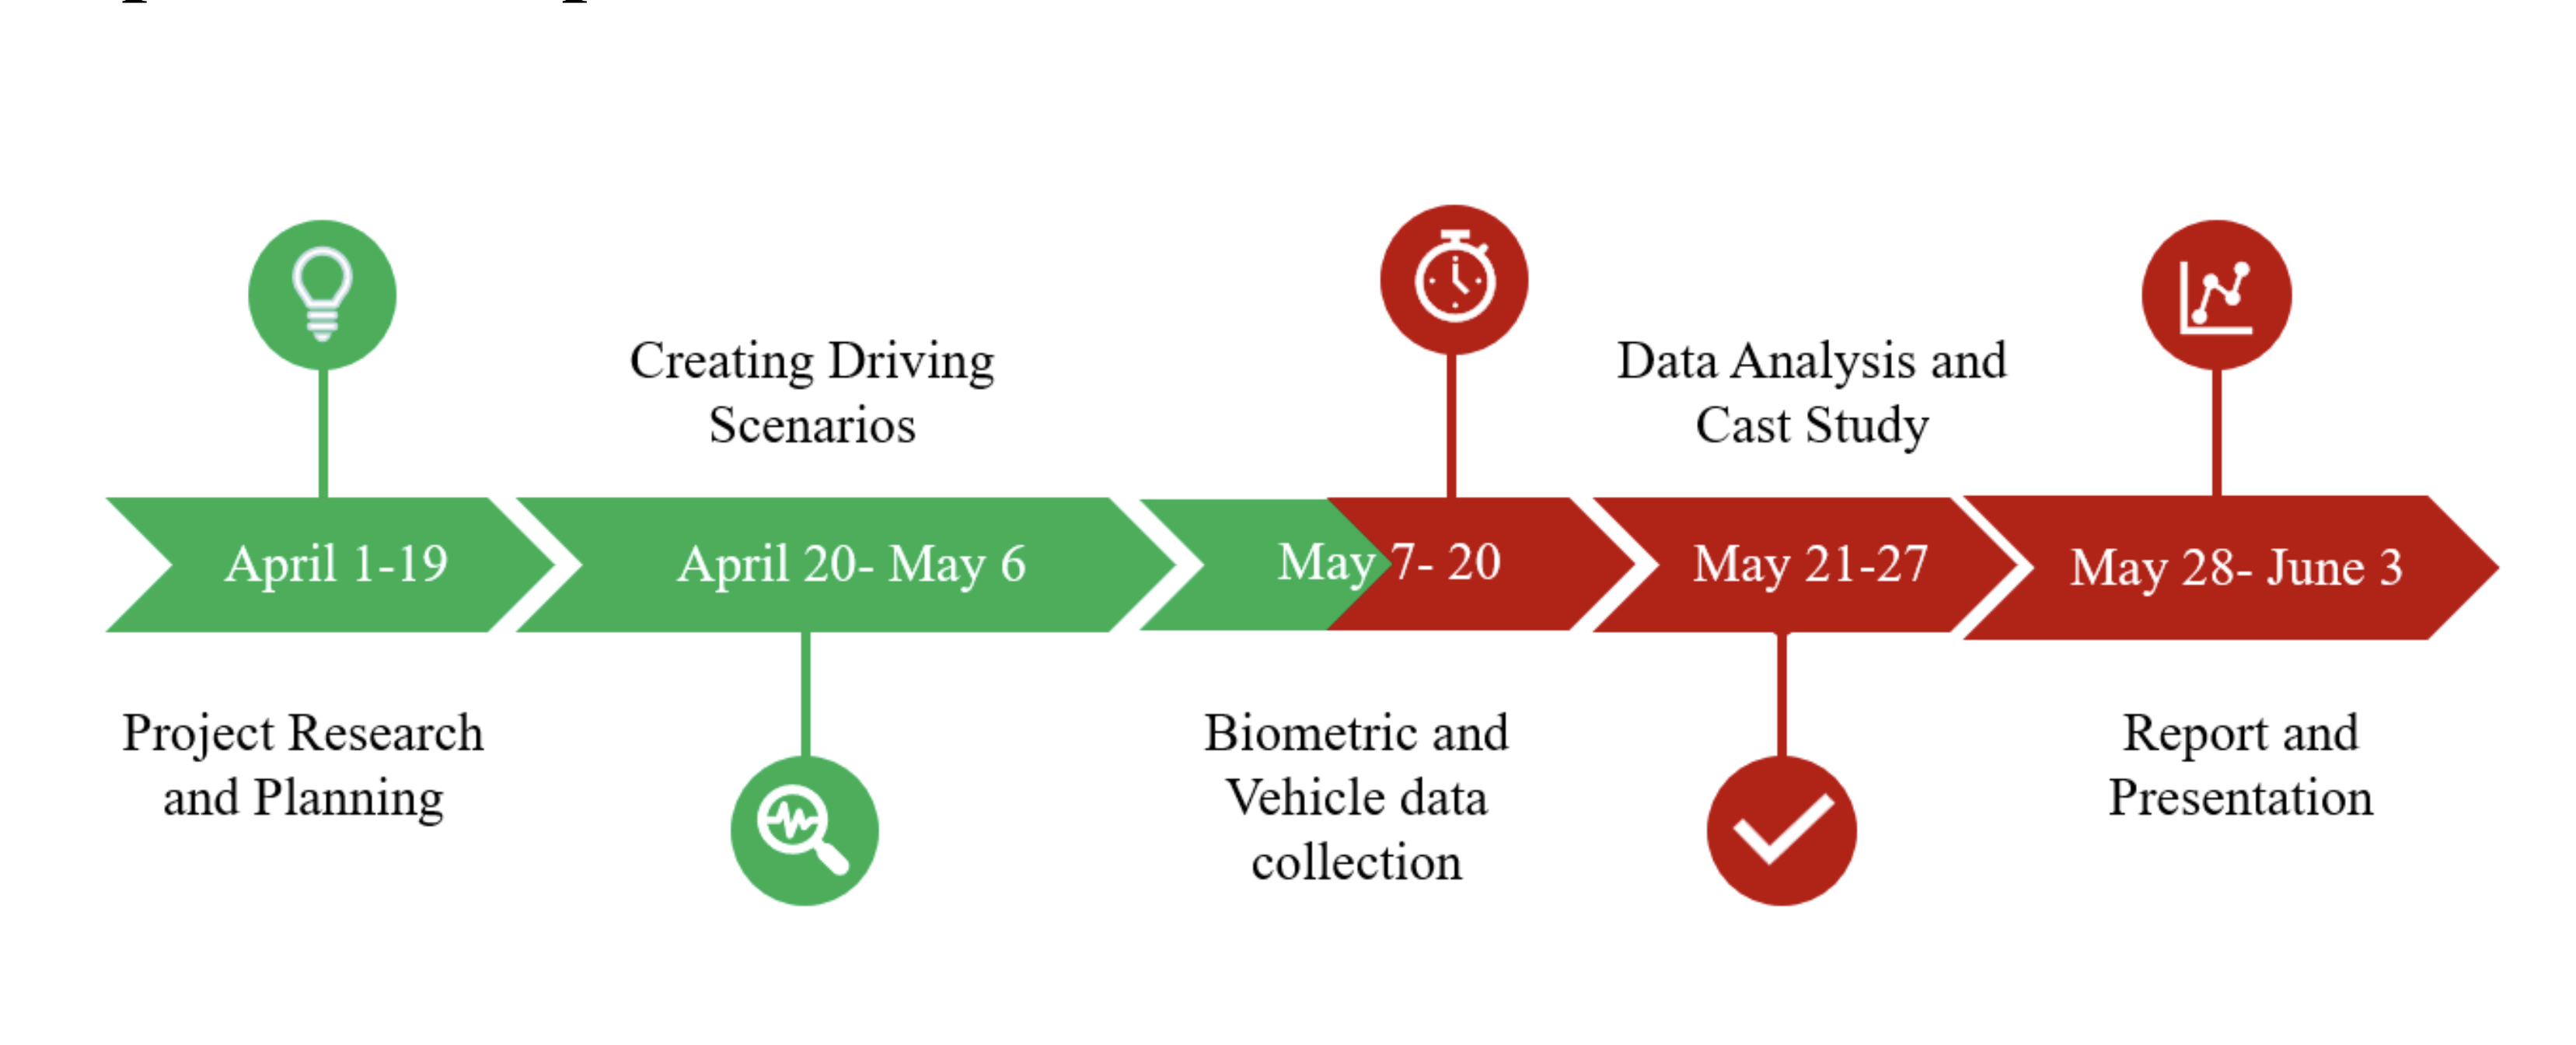 Creating Driving
Scenarios
Data Analysis and
Cast Study
April 1-19
April 20- May 6
May 7- 20
May 21-27
May 28- June 3
Project Research
and Planning
Biometric and
Vehicle data
collection
Report and
Presentation